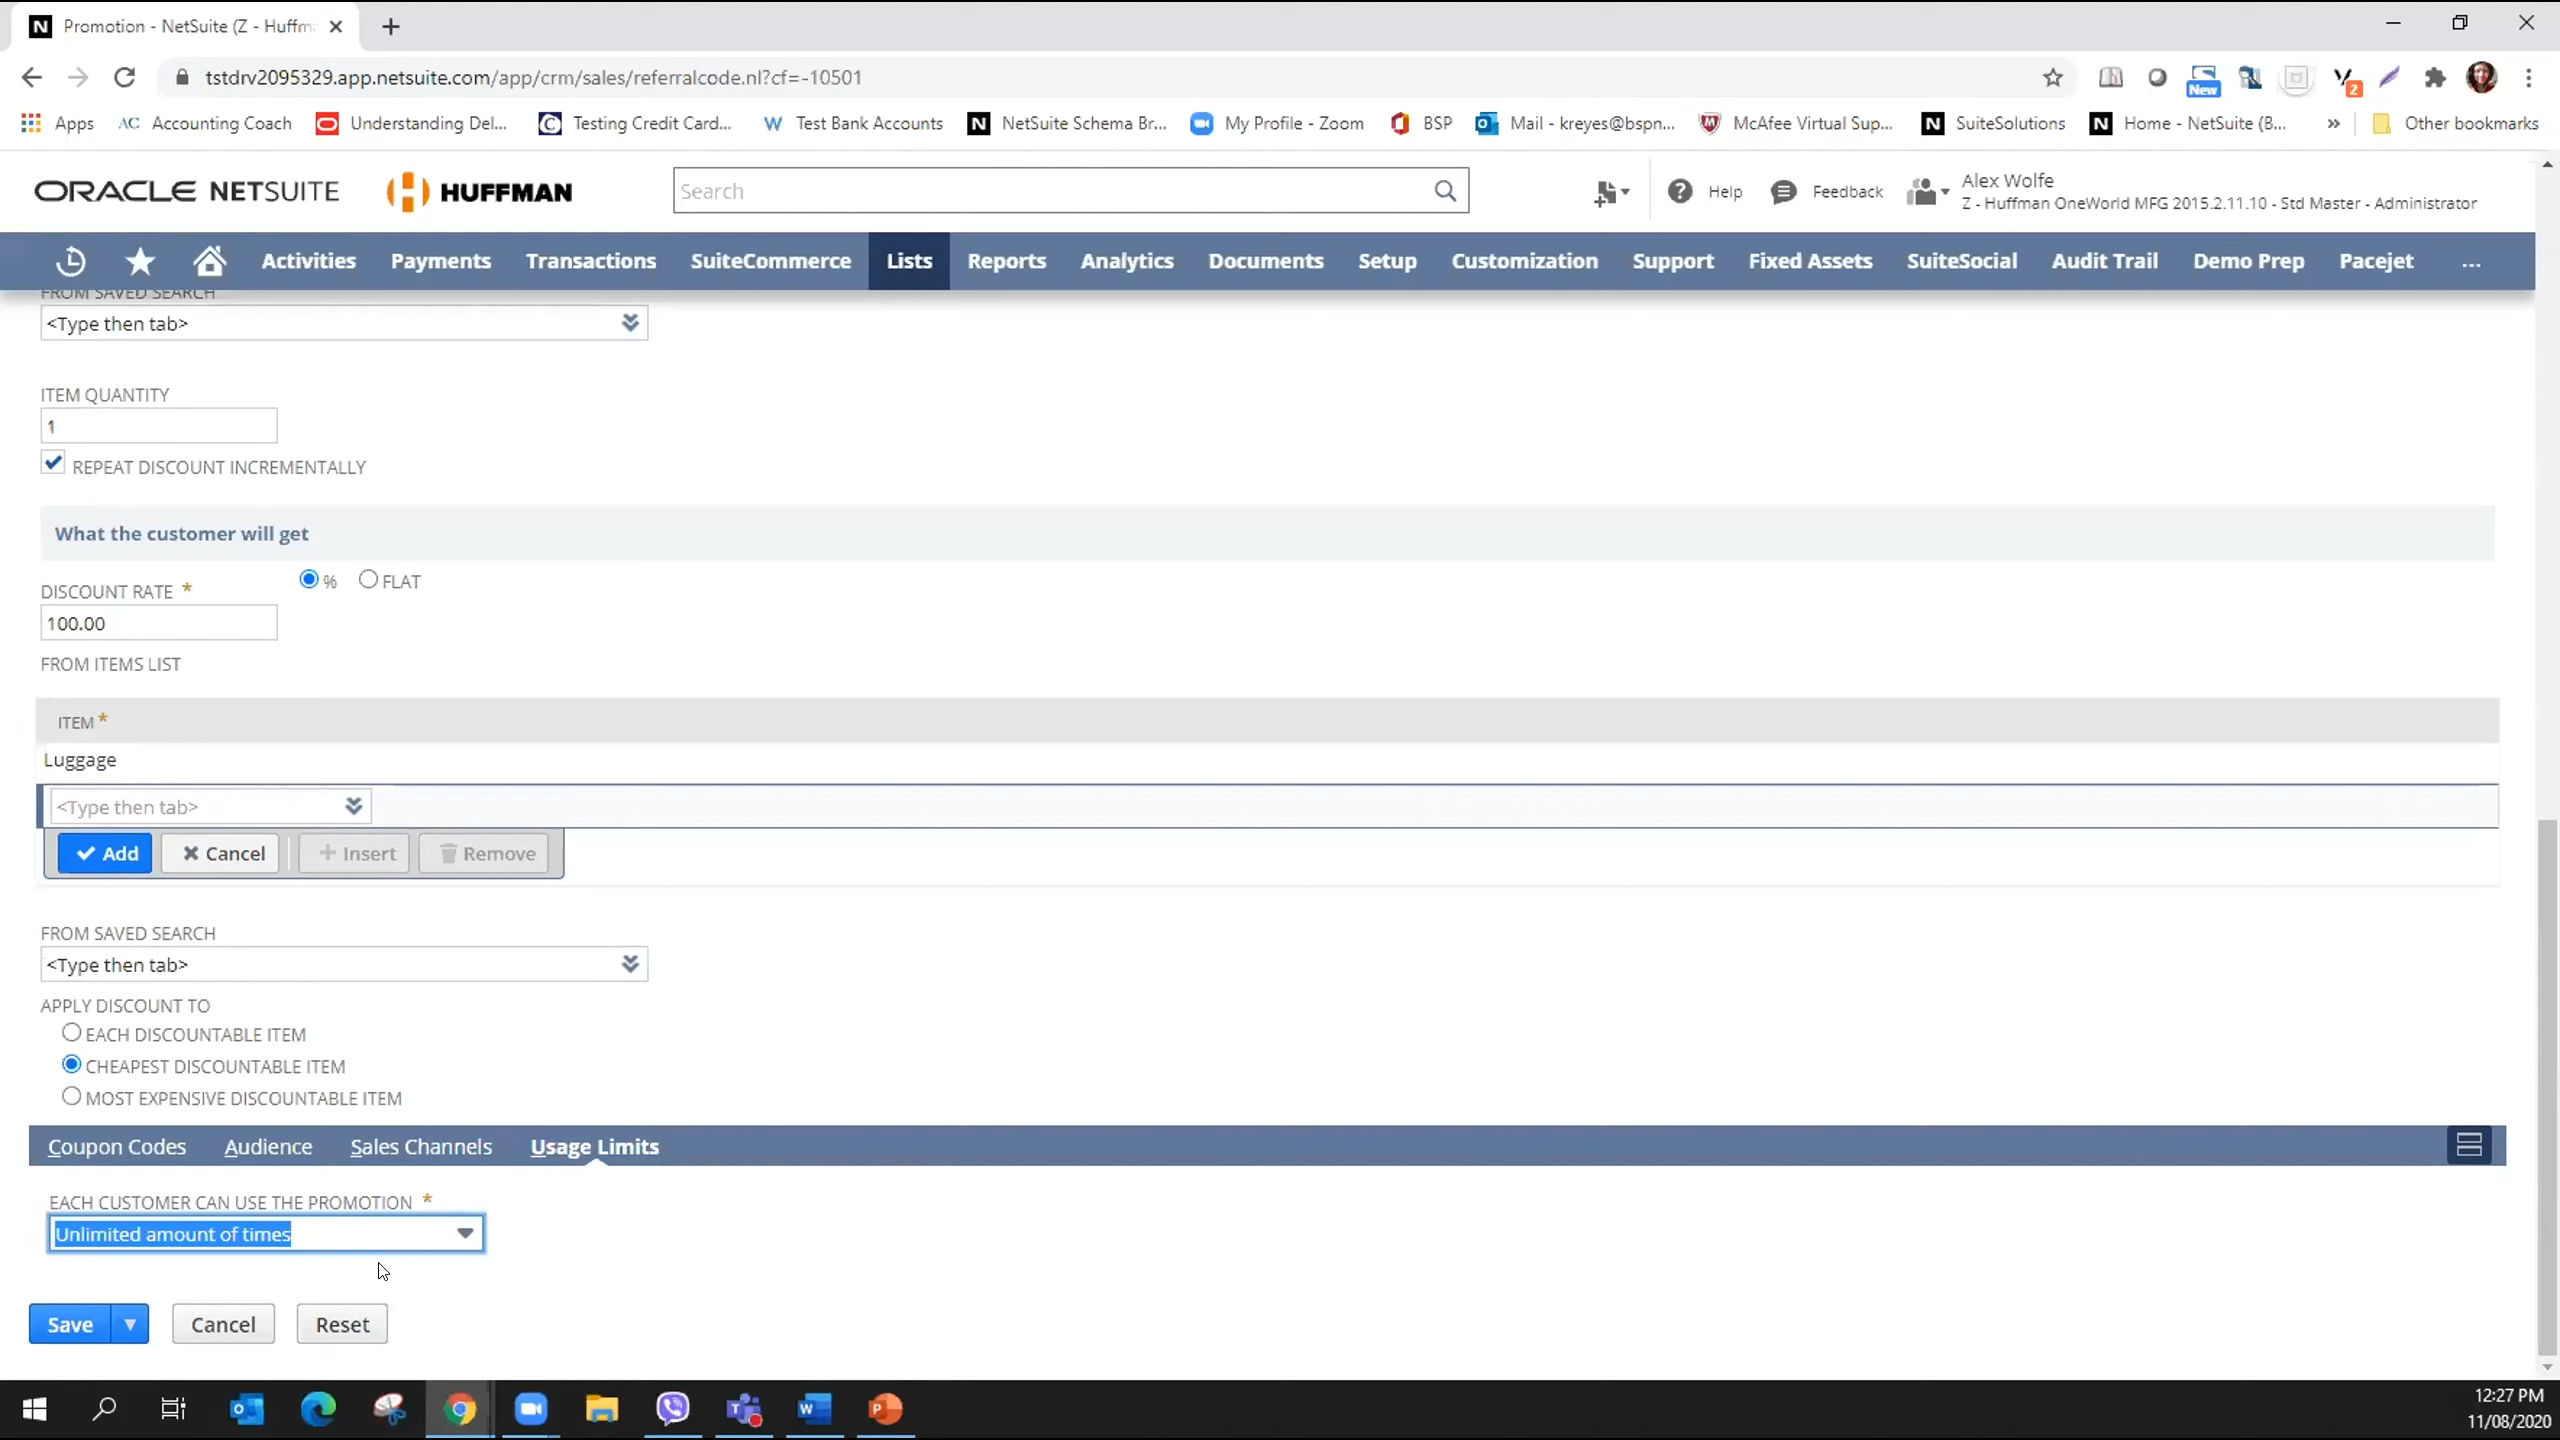 Promotion - NetSuite (Z - Huffm
tstdrv2095329.app.netsuite.com/app/crm/sales/referralcode.nl?cf=-10501
New
2
Apps
AC Accounting Coach
Understanding Del...
Testing Credit Card...
Test Bank Accounts
NetSuite Schema Br...
My Profile - Zoom
BSP
Mail - kreyes@bspn...
McAfee Virtual Sup...
SuiteSolutions
Home - NetSuite (B...
»
Other bookmarks
ORACLE NETSUITE
HUFFMAN
Search
Help
Feedback
Alex Wolfe
Z - Huffman OneWorld MFG 2015.2.11.10 - Std Master - Administrator
Activities
Payments
Transactions
SuiteCommerce
Lists
Reports
Analytics
Documents
Setup
Customization
Support
Fixed Assets
SuiteSocial
Audit Trail
Demo Prep
Pacejet
...
FROM SAVED SEARCH
<Type then tab>
ITEM QUANTITY
1
REPEAT DISCOUNT INCREMENTALLY
What the customer will get
DISCOUNT RATE *
% FLAT
100.00
FROM ITEMS LIST
ITEM *
Luggage
<Type then tab>
Add
Cancel
Insert
Remove
FROM SAVED SEARCH
<Type then tab>
APPLY DISCOUNT TO
EACH DISCOUNTABLE ITEM
CHEAPEST DISCOUNTABLE ITEM
MOST EXPENSIVE DISCOUNTABLE ITEM
Coupon Codes
Audience
Sales Channels
Usage Limits
EACH CUSTOMER CAN USE THE PROMOTION *
Unlimited amount of times
Save
Cancel
Reset
12:27 PM
11/08/2020